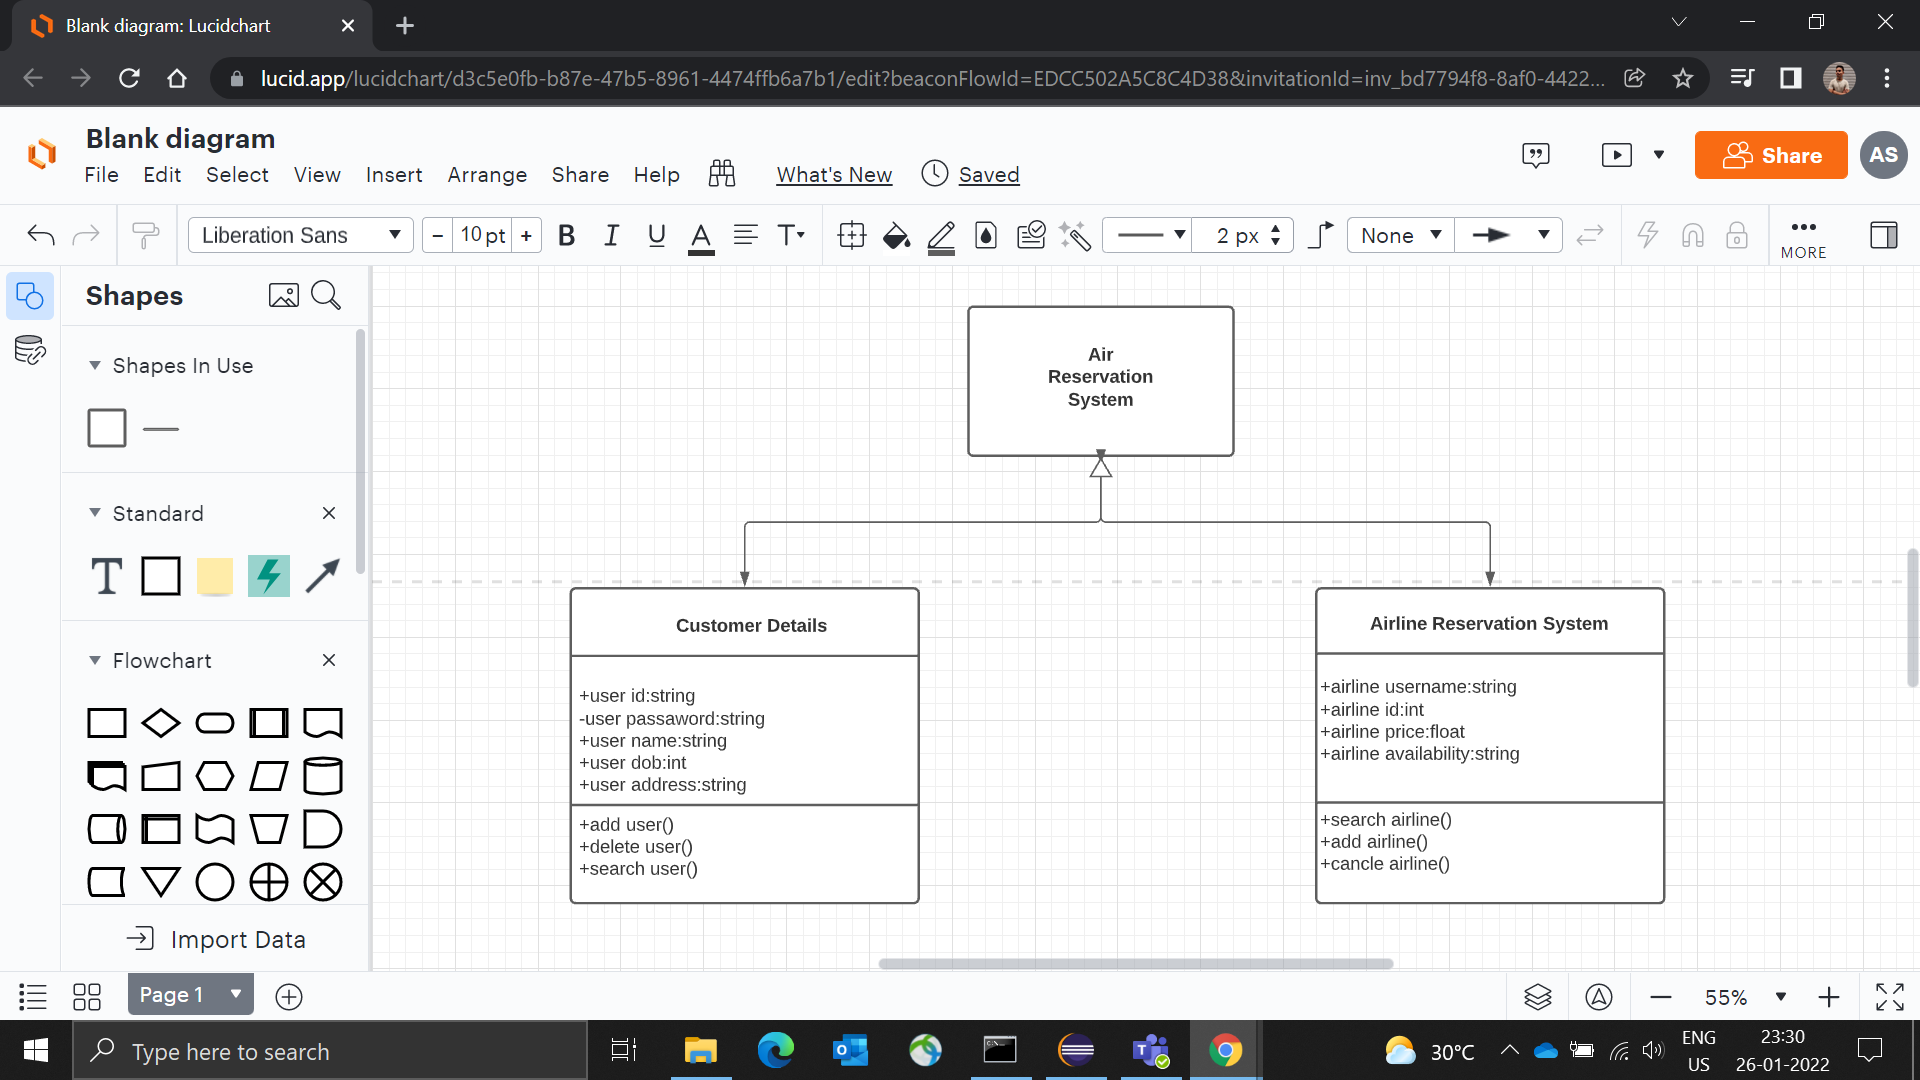 Blank diagram: Lucidchart
lucid.app/lucidchart/d3c5e0fb-b87e-47b5-8961-4474ffb6a7b1/edit?beaconFlowId=EDCC502A5C8C4D38&invitationId=inv_bd7794f8-8af0-4422...
Blank diagram
File Edit Select View Insert Arrange Share Help What's New Saved
Share AS
Liberation Sans - 10 pt + B I U A T 2 px None MORE
Shapes
Shapes In Use
Standard
T
Flowchart
Import Data
Air
Reservation
System
Customer Details
+user id:string
-user passaword:string
+user name:string
+user dob:int
+user address:string
+add user()
+delete user()
+search user()
Airline Reservation System
+airline username:string
+airline id:int
+airline price:float
+airline availability:string
+search airline()
+add airline()
+cancle airline()
Page 1
55%
Type here to search
30°C
ENG
US
23:30
26-01-2022